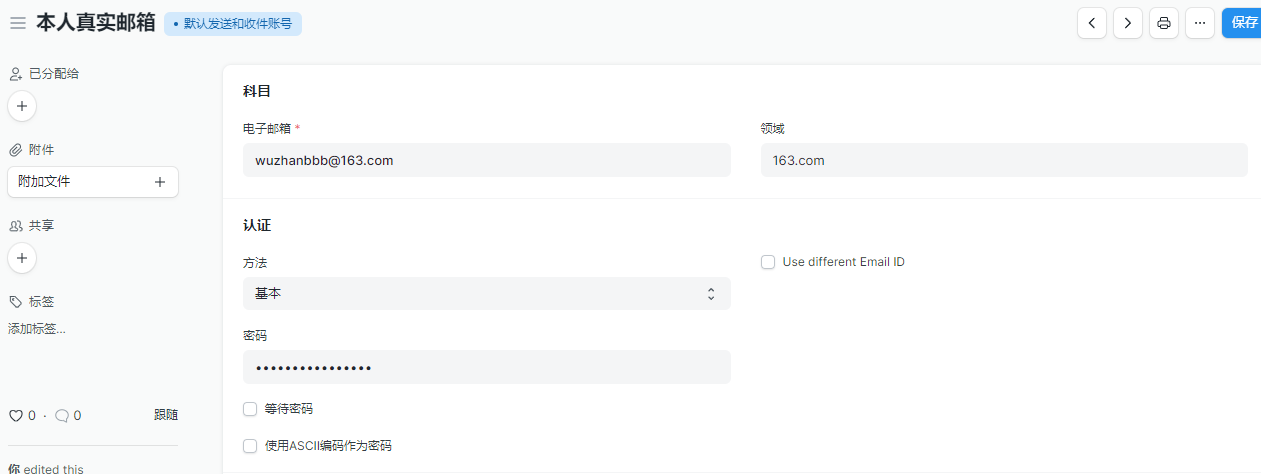 本人真实邮箱
• 默认发送和收件账号
保存
已分配给
附件
附加文件
共享
标签
添加标签...
0 · 0 跟随
你 edited this
科目
电子邮箱 *
wuzhanbbb@163.com
领域
163.com
认证
方法
基本
Use different Email ID
密码
••••••••••••••••
等待密码
使用ASCII编码作为密码